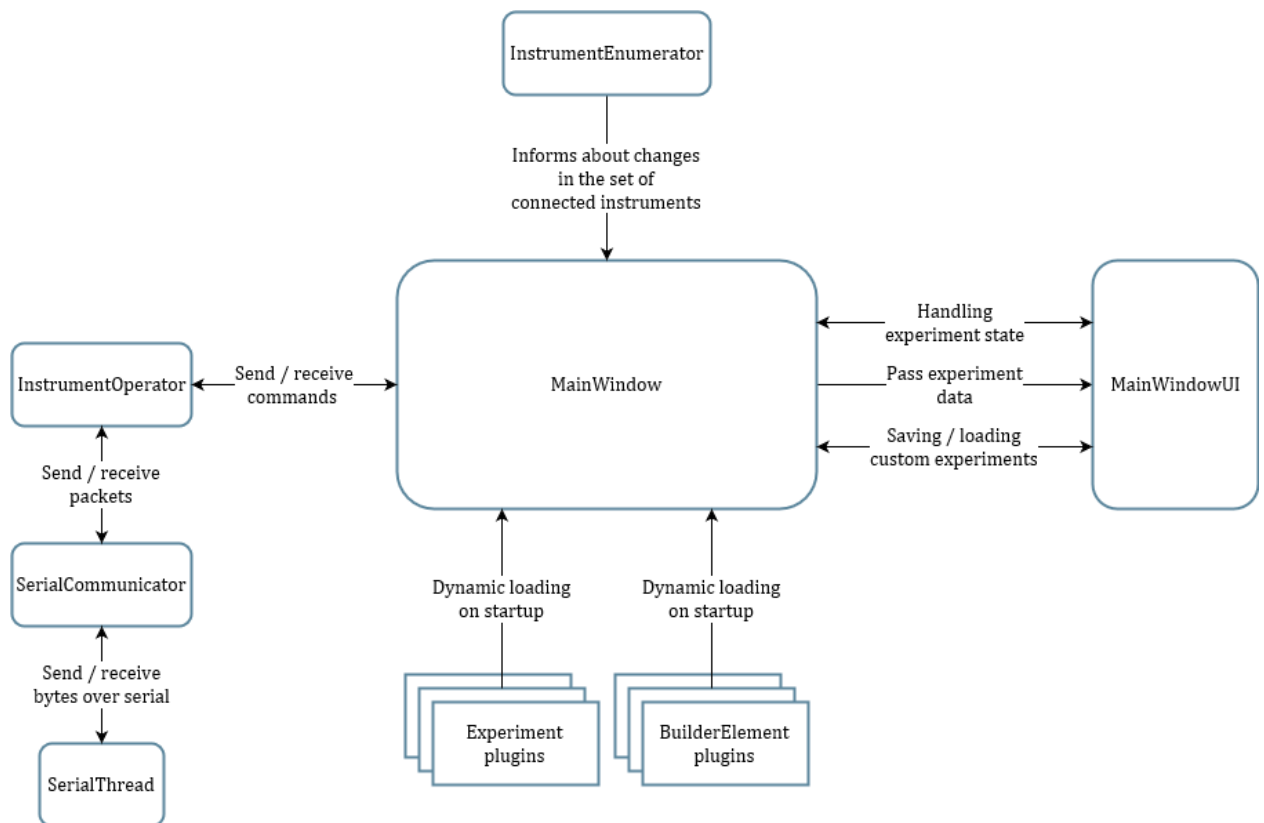 InstrumentEnumerator
Informs about changes
in the set of
connected instruments
Handling
experiment state
InstrumentOperator
Send / receive
commands
MainWindow
Pass experiment
data
MainWindowUI
Saving / loading
custom experiments
Send / receive
packets
SerialCommunicator
Dynamic loading
on startup
Dynamic loading
on startup
Send / receive
bytes over serial
Experiment
plugins
BuilderElement
plugins
SerialThread